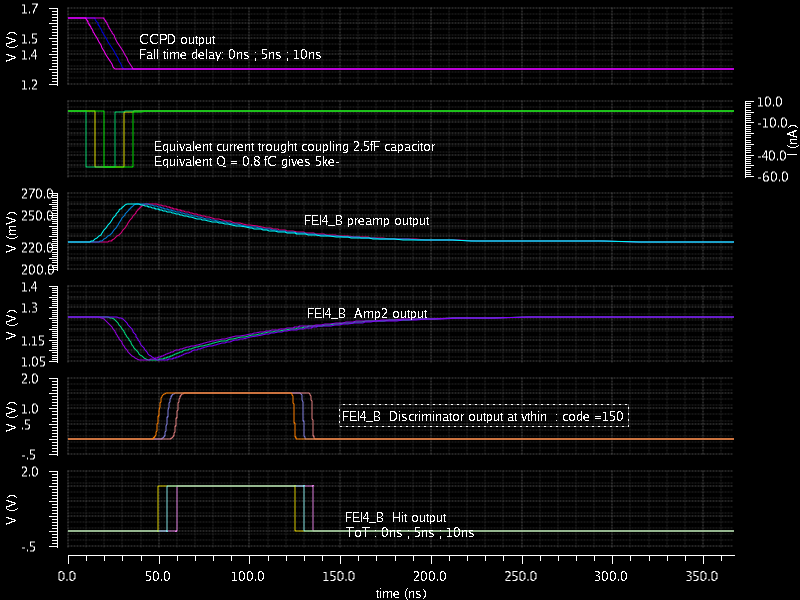 1.7
1.5
1.4
1.2
V (V)
CCPD output
Fall time delay: 0ns ; 5ns ; 10ns
10.0
-10.0
-40.0
-60.0
I (nA)
Equivalent current trought coupling 2.5fF capacitor
Equivalent Q = 0.8 fC gives 5ke-
270.0
250.0
220.0
200.0
V (mV)
FEI4_B preamp output
1.4
1.3
1.15
1.05
V (V)
FEI4_B Amp2 output
2.0
1.0
.5
-.5
V (V)
FEI4_B Discriminator output at vthin : code =150
2.0
-.5
V (V)
FEI4_B Hit output
ToT : 0ns ; 5ns ; 10ns
0.0 50.0 100.0 150.0 200.0 250.0 300.0 350.0
time (ns)